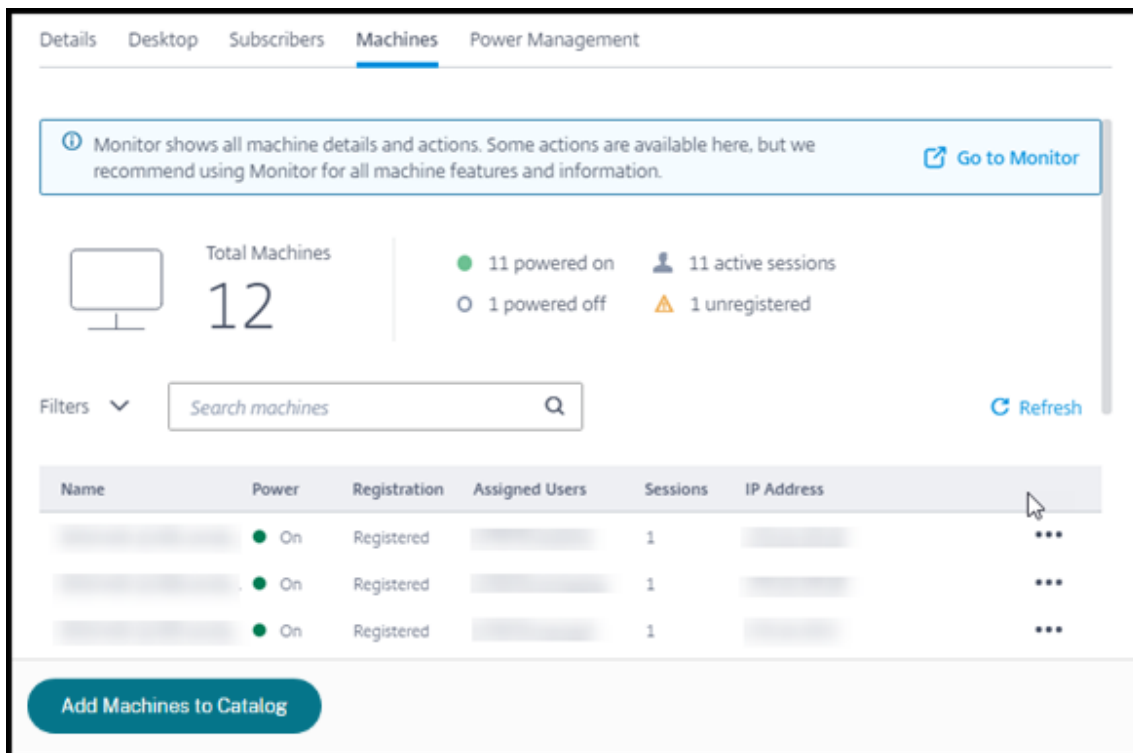 Details Desktop Subscribers Machines Power Management
Monitor shows all machine details and actions. Some actions are available here, but we
recommend using Monitor for all machine features and information.
Go to Monitor
Total Machines
12
11 powered on
11 active sessions
1 powered off
1 unregistered
Filters
Search machines
Refresh
Name Power Registration Assigned Users Sessions IP Address
On Registered 1
On Registered 1
On Registered 1
Add Machines to Catalog